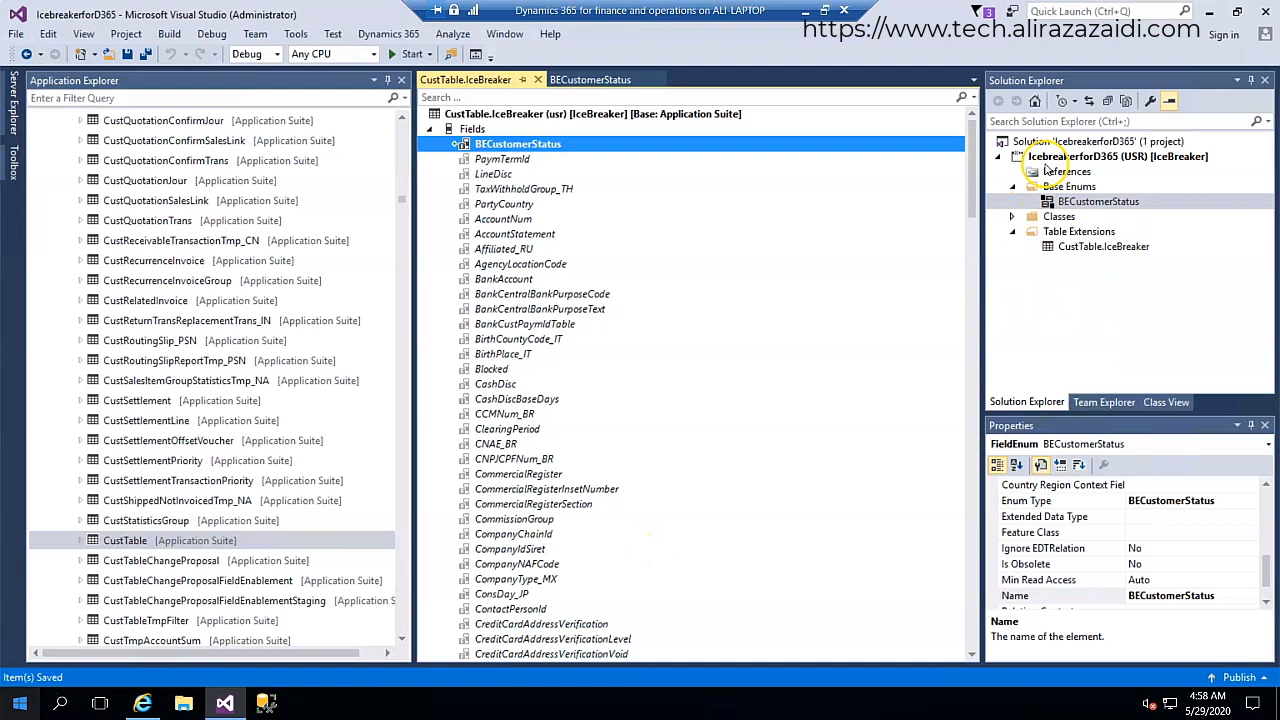 IcebreakerforD365 - Microsoft Visual Studio (Administrator)
Dynamics 365 for finance and operations on ALI-LAPTOP
3
Quick Launch (Ctrl+Q)
https://www.tech.alirazazaidi.com
File Edit View Project Build Debug Team Tools Test Dynamics 365 Analyze Window Help
Sign in
Debug Any CPU Start
Server Explorer
Toolbox
Application Explorer
Enter a Filter Query
CustQuotationConfirmJour [Application Suite]
CustQuotationConfirmSalesLink [Application Suite]
CustQuotationConfirmTrans [Application Suite]
CustQuotationJour [Application Suite]
CustQuotationSalesLink [Application Suite]
CustQuotationTrans [Application Suite]
CustReceivableTransactionTmp_CN [Application Suite]
CustRecurrenceInvoice [Application Suite]
CustRecurrenceInvoiceGroup [Application Suite]
CustRelatedInvoice [Application Suite]
CustReturnTransReplacementTrans_IN [Application Suite]
CustRoutingSlip_PSN [Application Suite]
CustRoutingSlipReportTmp_PSN [Application Suite]
CustSalesItemGroupStatisticsTmp_NA [Application Suite]
CustSettlement [Application Suite]
CustSettlementLine [Application Suite]
CustSettlementOffsetVoucher [Application Suite]
CustSettlementPriority [Application Suite]
CustSettlementTransactionPriority [Application Suite]
CustShippedNotInvoicedTmp_NA [Application Suite]
CustStatisticsGroup [Application Suite]
CustTable [Application Suite]
CustTableChangeProposal [Application Suite]
CustTableChangeProposalFieldEnablement [Application Suite]
CustTableChangeProposalFieldEnablementStaging [Application S
CustTableTmpFilter [Application Suite]
CustTmpAccountSum [Application Suite]
CustTable.IceBreaker BECustomerStatus
Search ...
CustTable.IceBreaker (usr) [IceBreaker] [Base: Application Suite]
Fields
BECustomerStatus
PaymTermId
LineDisc
TaxWithholdGroup_TH
PartyCountry
AccountNum
AccountStatement
Affiliated_RU
AgencyLocationCode
BankAccount
BankCentralBankPurposeCode
BankCentralBankPurposeText
BankCustPaymIdTable
BirthCountyCode_IT
BirthPlace_IT
Blocked
CashDisc
CashDiscBaseDays
CCMNum_BR
ClearingPeriod
CNAE_BR
CNPJCPFNum_BR
CommercialRegister
CommercialRegisterInsetNumber
CommercialRegisterSection
CommissionGroup
CompanyChainId
CompanyIdSiret
CompanyNAFCode
CompanyType_MX
ConsDay_JP
ContactPersonId
CreditCardAddressVerification
CreditCardAddressVerificationLevel
CreditCardAddressVerificationVoid
Solution Explorer
Search Solution Explorer (Ctrl+;)
Solution 'IcebreakerforD365' (1 project)
IcebreakerforD365 (USR) [IceBreaker]
References
Base Enums
BECustomerStatus
Classes
Table Extensions
CustTable.IceBreaker
Solution Explorer Team Explorer Class View
Properties
FieldEnum BECustomerStatus
Country Region Context Fiel
Enum Type BECustomerStatus
Extended Data Type
Feature Class
Ignore EDTRelation No
Is Obsolete No
Min Read Access Auto
Name BECustomerStatus
Name
The name of the element.
Item(s) Saved
Publish
4:58 AM
5/29/2020